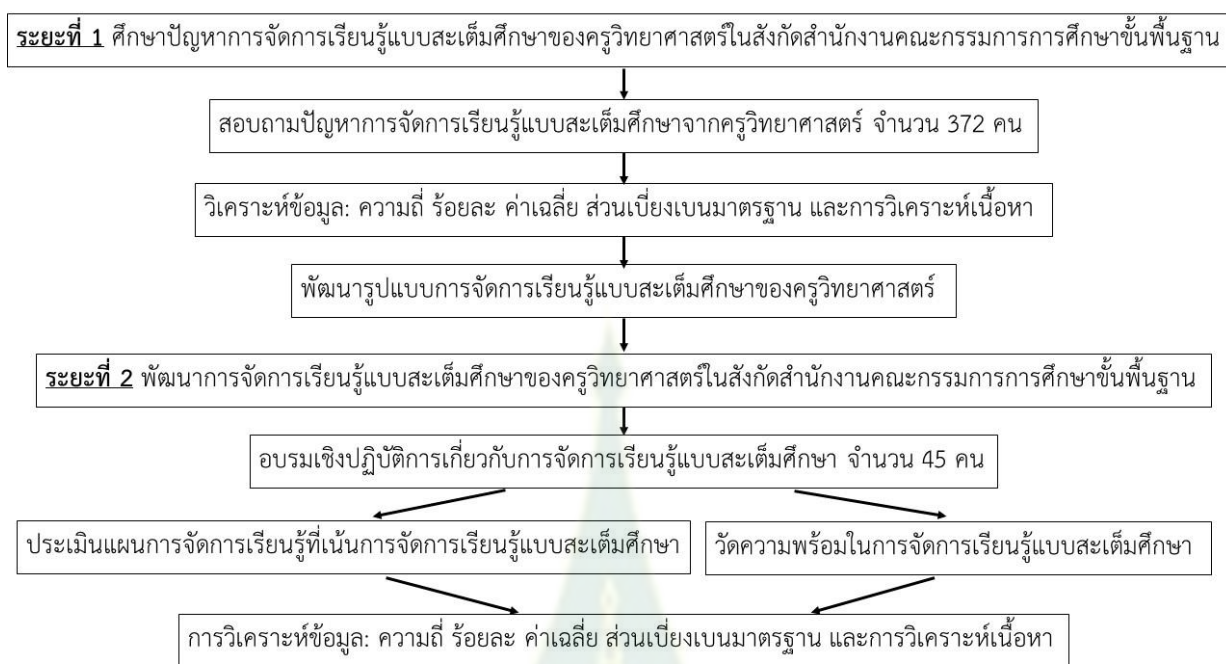 ระยะที่ 1 ศึกษาปัญหาการจัดการเรียนรู้แบบสะเต็มศึกษาของครูวิทยาศาสตร์ในสังกัดสำนักงานคณะกรรมการการศึกษาขั้นพื้นฐาน
สอบถามปัญหาการจัดการเรียนรู้แบบสะเต็มศึกษาจากครูวิทยาศาสตร์ จำนวน 372 คน
วิเคราะห์ข้อมูล: ความถี่ ร้อยละ ค่าเฉลี่ย ส่วนเบี่ยงเบนมาตรฐาน และการวิเคราะห์เนื้อหา
พัฒนารูปแบบการจัดการเรียนรู้แบบสะเต็มศึกษาของครูวิทยาศาสตร์
ระยะที่ 2 พัฒนาการจัดการเรียนรู้แบบสะเต็มศึกษาของครูวิทยาศาสตร์ในสังกัดสำนักงานคณะกรรมการการศึกษาขั้นพื้นฐาน
อบรมเชิงปฏิบัติการเกี่ยวกับการจัดการเรียนรู้แบบสะเต็มศึกษา จำนวน 45 คน
ประเมินแผนการจัดการเรียนรู้ที่เน้นการจัดการเรียนรู้แบบสะเต็มศึกษา
วัดความพร้อมในการจัดการเรียนรู้แบบสะเต็มศึกษา
การวิเคราะห์ข้อมูล: ความถี่ ร้อยละ ค่าเฉลี่ย ส่วนเบี่ยงเบนมาตรฐาน และการวิเคราะห์เนื้อหา